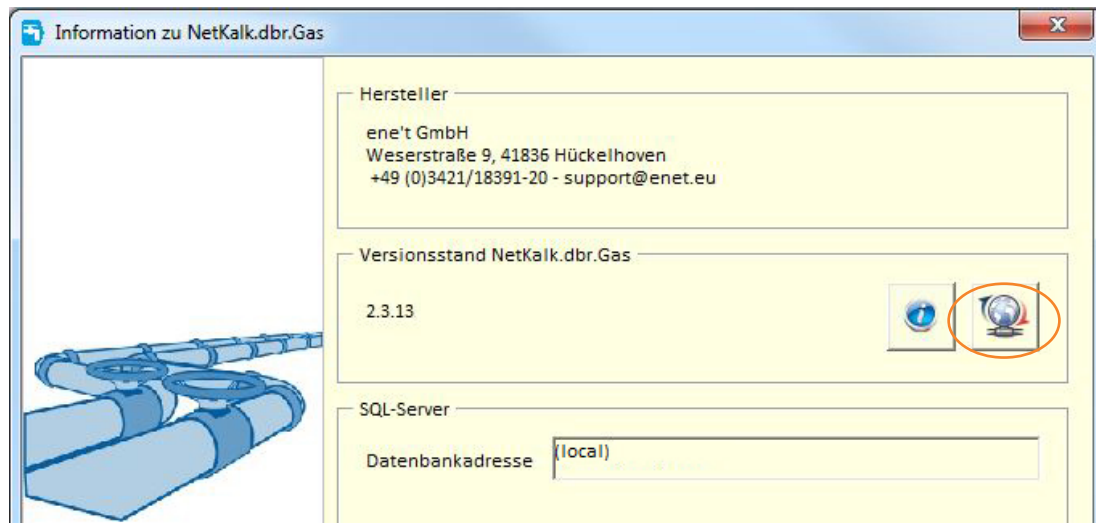 Information zu NetKalk.dbr.Gas
Hersteller
ene't GmbH
Weserstraße 9, 41836 Hückelhoven
+49 (0)3421/18391-20 - support@enet.eu
Versionsstand NetKalk.dbr.Gas
2.3.13
SQL-Server
Datenbankadresse (local)